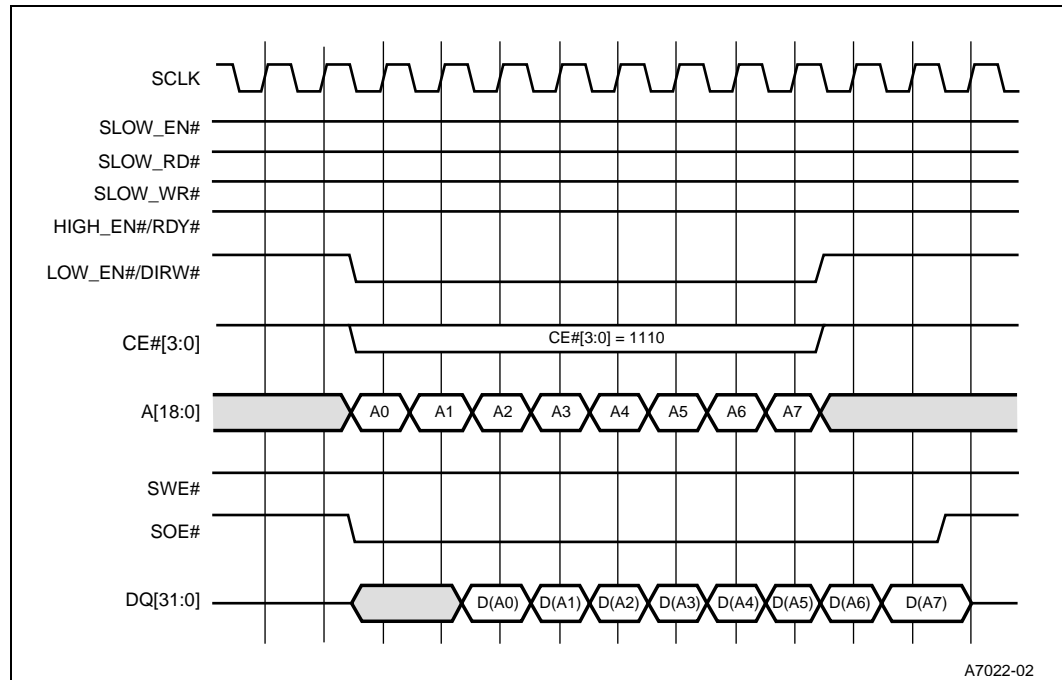 SCLK
SLOW_EN#
SLOW_RD#
SLOW_WR#
HIGH_EN#/RDY#
LOW_EN#/DIRW#
CE#[3:0] CE#[3:0] = 1110
A[18:0] A0 A1 A2 A3 A4 A5 A6 A7
SWE#
SOE#
DQ[31:0] D(A0) D(A1) D(A2) D(A3) D(A4) D(A5) D(A6) D(A7)
A7022-02